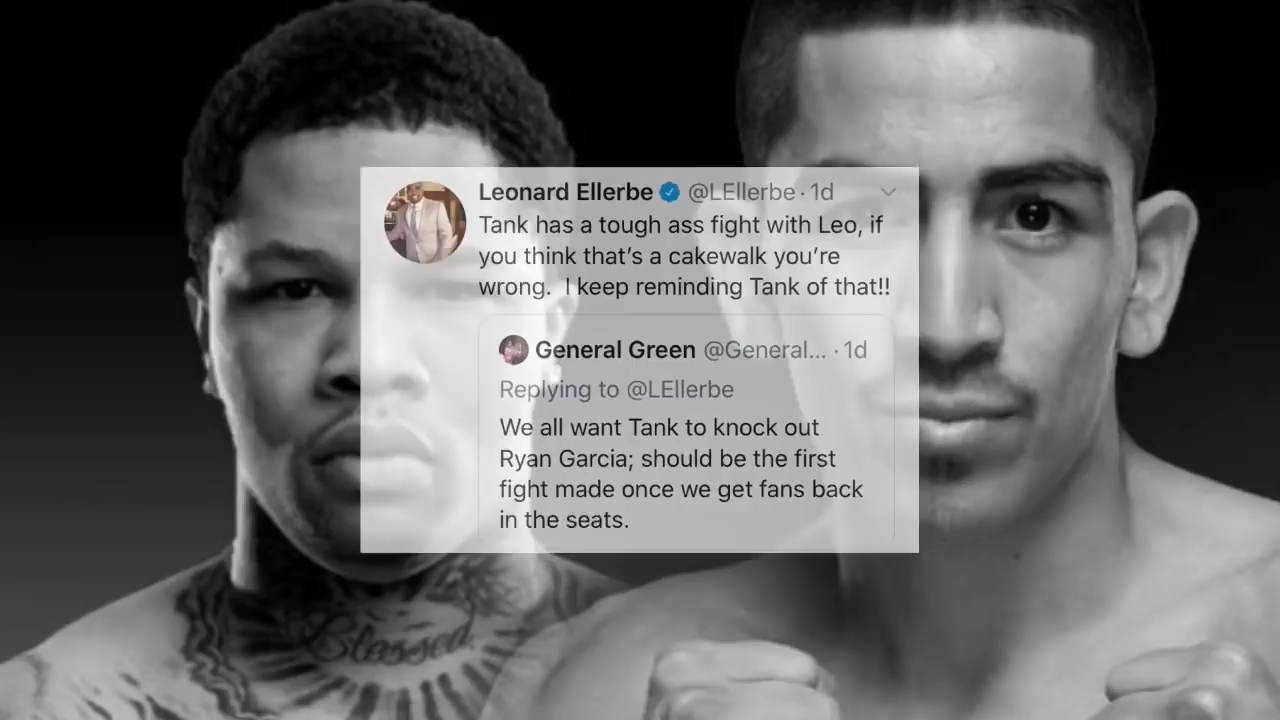 Leonard Ellerbe @LEllerbe · 1d
Tank has a tough ass fight with Leo, if
you think that’s a cakewalk you’re
wrong.  I keep reminding Tank of that!!
General Green @General... · 1d
Replying to @LEllerbe
We all want Tank to knock out
Ryan Garcia; should be the first
fight made once we get fans back
in the seats.
Blessed